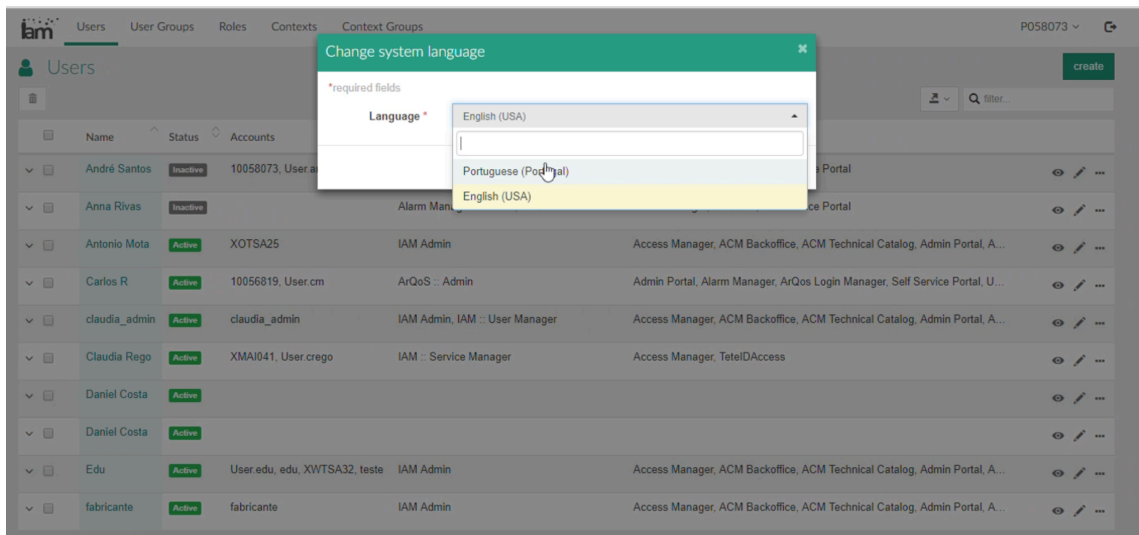 Iam Users User Groups Roles Contexts Context Groups P058073
Change system language
Users
create
*required fields
filter...
Language *
English (USA)
Name Status Accounts
Portuguese (Portugal)
English (USA)
André Santos Inactive 10058073, Portal
Anna Rivas Inactive Alarm Portal
Antonio Mota Active XOTSA25 IAM Admin Access Manager, ACM Backoffice, ACM Technical Catalog, Admin Portal, A...
Carlos R Active 10056819, User.cm ArQoS :: Admin Admin Portal, Alarm Manager, ArQos Login Manager, Self Service Portal, U...
claudia_admin Active claudia_admin IAM Admin, IAM :: User Manager Access Manager, ACM Backoffice, ACM Technical Catalog, Admin Portal, A...
Claudia Rego Active XMAI041, User.crego IAM :: Service Manager Access Manager, TeteIDAccess
Daniel Costa Active
Daniel Costa Active
Edu Active User.edu, edu, XWTSA32, teste IAM Admin Access Manager, ACM Backoffice, ACM Technical Catalog, Admin Portal, A...
fabricante Active fabricante IAM Admin Access Manager, ACM Backoffice, ACM Technical Catalog, Admin Portal, A...